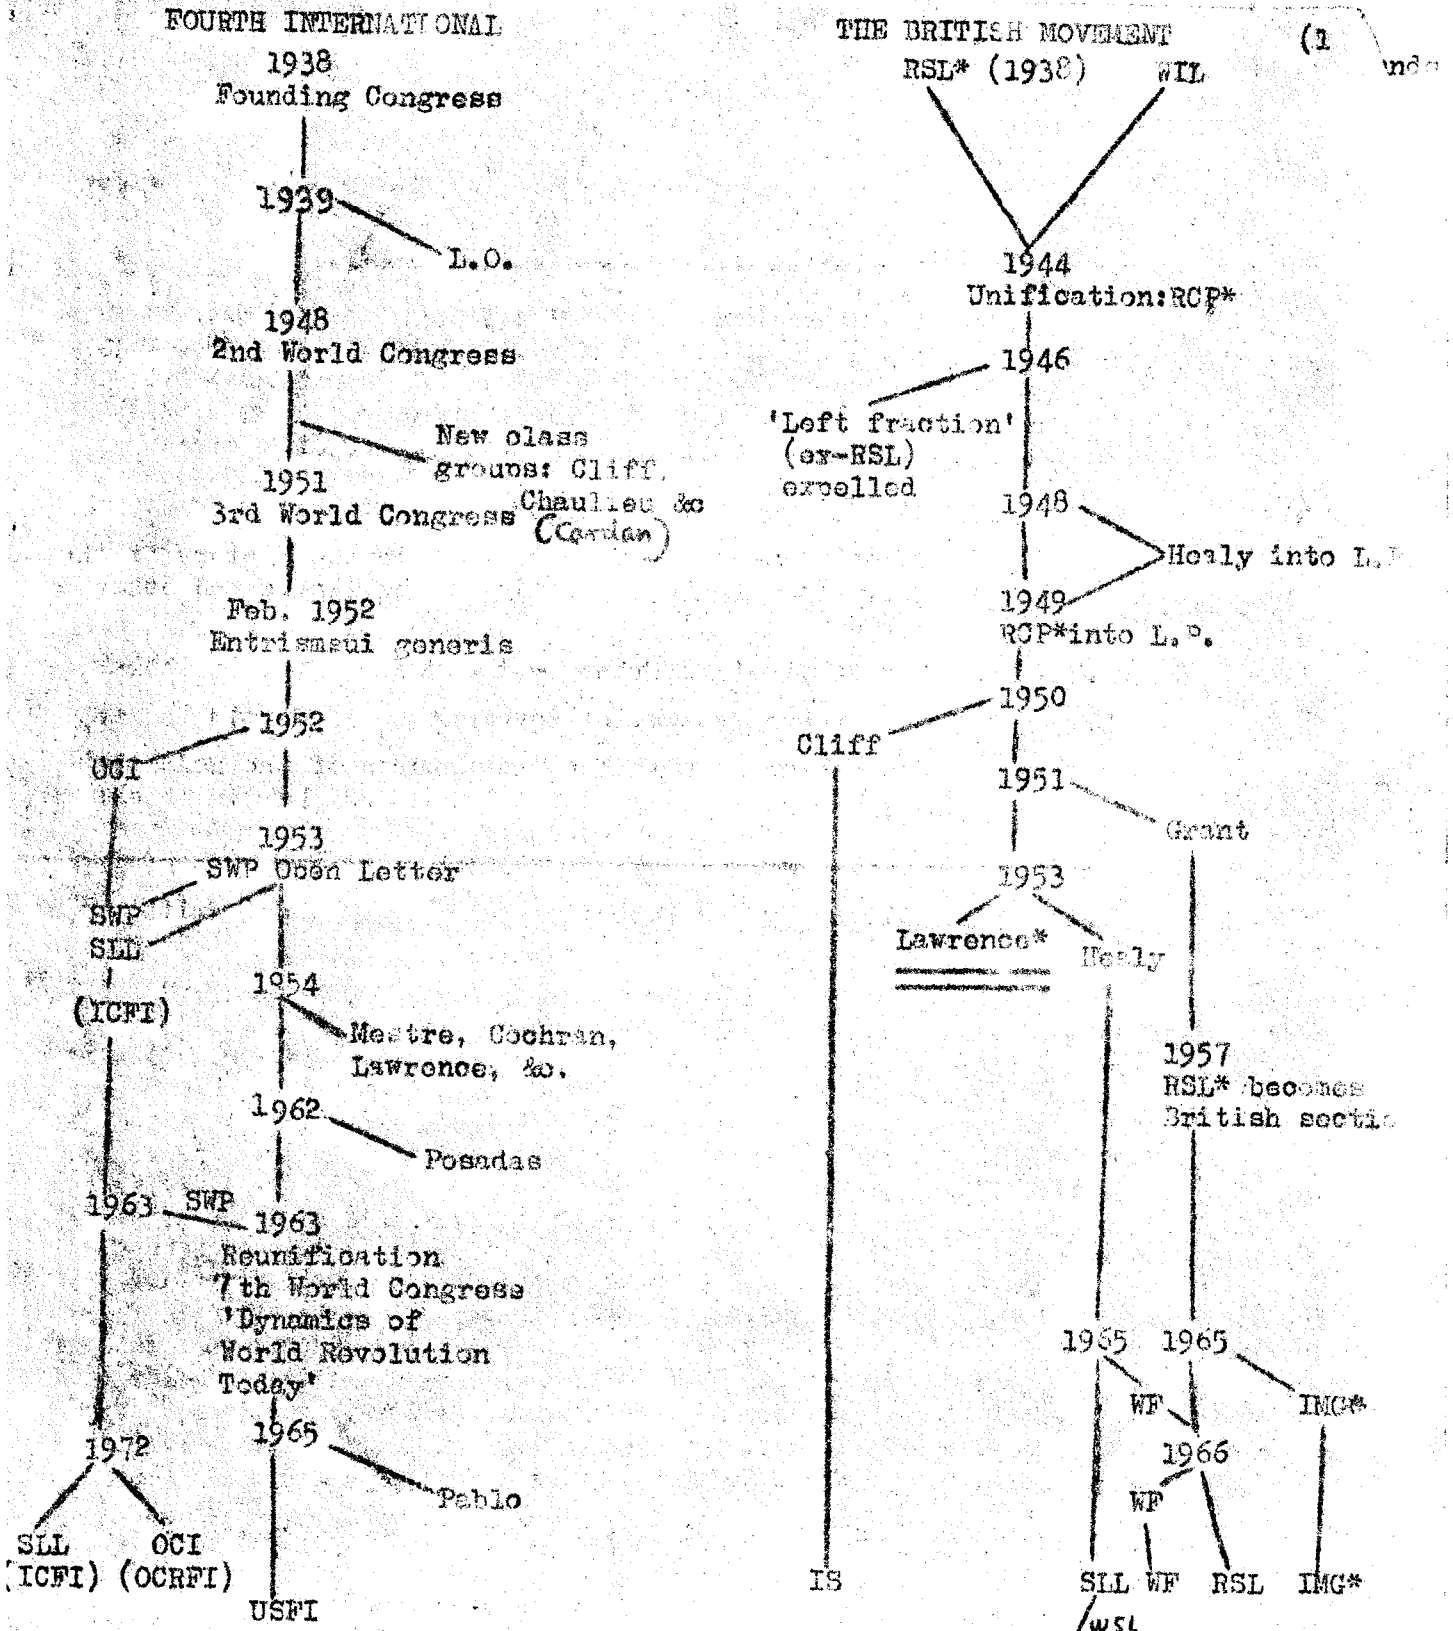 FOURTH INTERNATIONAL
1938
Founding Congress
1939
L.O.
1948
2nd World Congress
New class
groups: Cliff,
Chaulieu &c
(Cardan)
1951
3rd World Congress
Feb. 1952
Entrismsui generis
1952
OCI
1953
SWP Open Letter
SWP
SLL
(ICFI)
1954
Mestre, Cochran,
Lawrence, &c.
1962
Posadas
1963
SWP
1963
Reunification
7th World Congress
'Dynamics of
World Revolution
Today'
1965
Pablo
1972
SLL
OCI
(ICFI)
(OCRFI)
USFI
THE BRITISH MOVEMENT
(1
RSL* (1938)
WIL
1944
Unification:RCP*
1946
'Left fraction'
(ex-RSL)
expelled
1948
Healy into L.
1949
RCP*into L.P.
1950
Cliff
1951
Grant
1953
Lawrence*
Healy
1957
RSL* becomes
British sectio
1965
1965
WF
IMG*
1966
WF
IS
SLL
WF
RSL
IMG*
/WSL